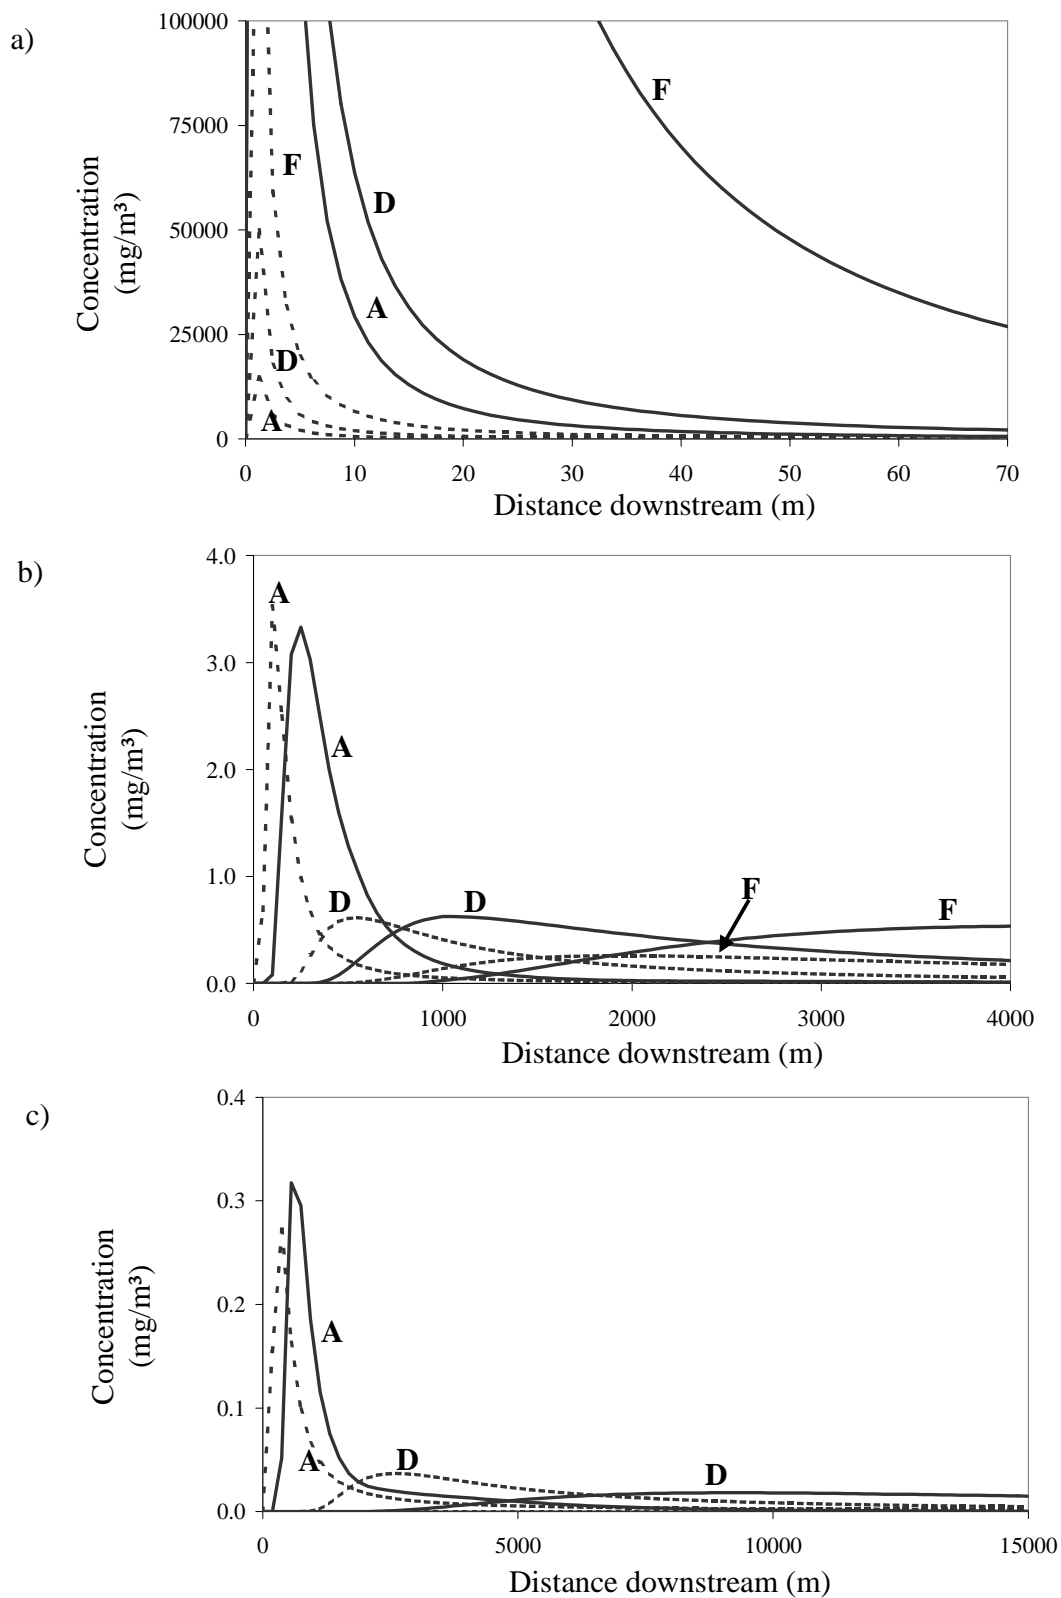 a)
100000
75000
50000
25000
0
Concentration
(mg/m³)
F
F
D
A
D
A
0 10 20 30 40 50 60 70
Distance downstream (m)
b)
4.0
3.0
2.0
1.0
0.0
Concentration
(mg/m³)
A
A
D
D
F
F
0 1000 2000 3000 4000
Distance downstream (m)
c)
0.4
0.3
0.2
0.1
0.0
Concentration
(mg/m³)
A
A
D
D
0 5000 10000 15000
Distance downstream (m)